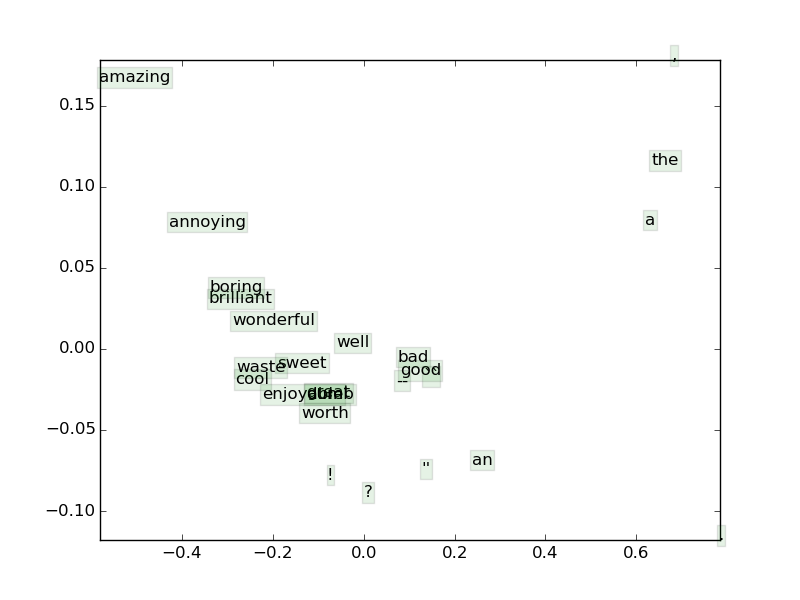 ,
amazing
0.15
the
0.10
a
annoying
0.05
boring
brilliant
wonderful
well
0.00
bad
sweet
waste
good
cool
--
enjoy
worth
−0.05
an
"
!
?
−0.10
.
−0.4
−0.2
0.0
0.2
0.4
0.6